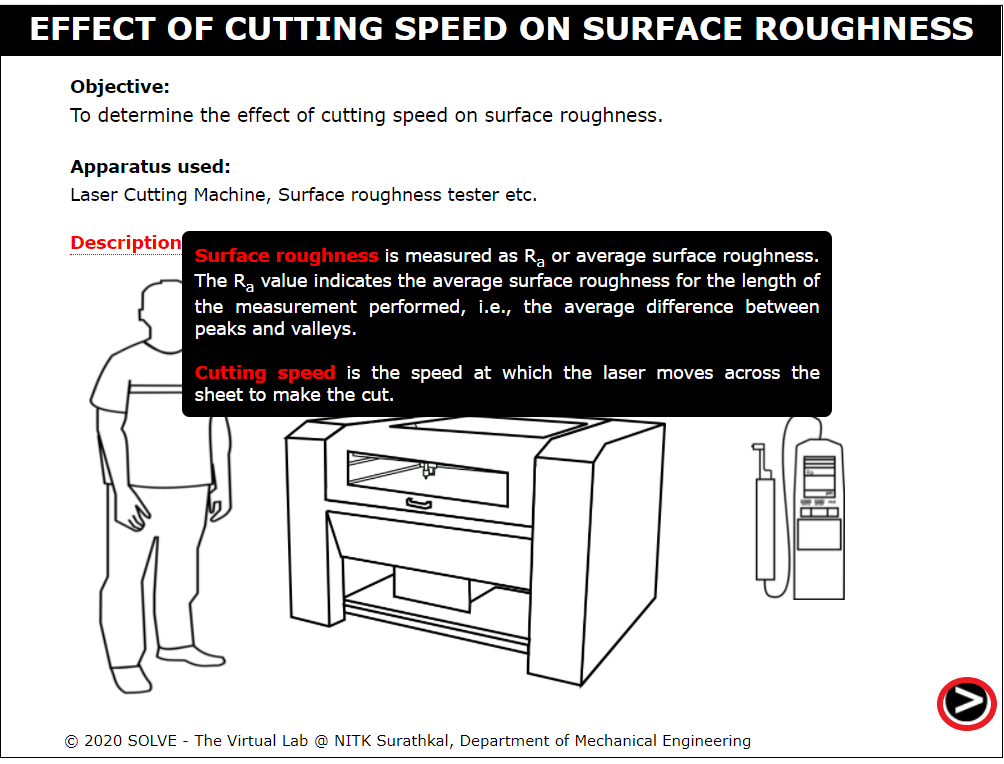 EFFECT OF CUTTING SPEED ON SURFACE ROUGHNESS
Objective:
To determine the effect of cutting speed on surface roughness.
Apparatus used:
Laser Cutting Machine, Surface roughness tester etc.
Description
Surface roughness is measured as Ra or average surface roughness.
The Ra value indicates the average surface roughness for the length of
the measurement performed, i.e., the average difference between
peaks and valleys.
Cutting speed is the speed at which the laser moves across the
sheet to make the cut.
© 2020 SOLVE - The Virtual Lab @ NITK Surathkal, Department of Mechanical Engineering